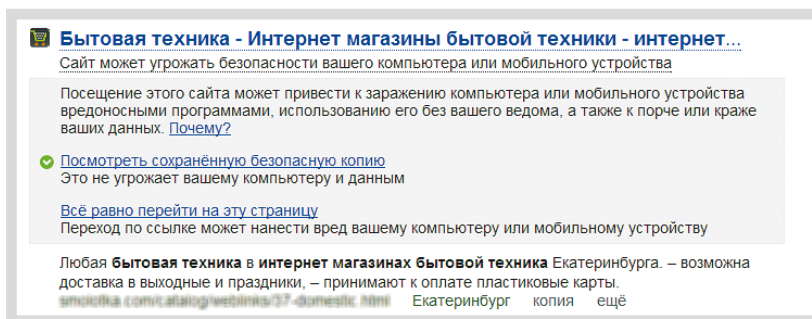 Бытовая техника - Интернет магазины бытовой техники - интернет...
Сайт может угрожать безопасности вашего компьютера или мобильного устройства
Посещение этого сайта может привести к заражению компьютера или мобильного устройства
вредоносными программами, использованию его без вашего ведома, а также к порче или краже
ваших данных. Почему?
Посмотреть сохранённую безопасную копию
Это не угрожает вашему компьютеру и данным
Всё равно перейти на эту страницу
Переход по ссылке может нанести вред вашему компьютеру или мобильному устройству
Любая бытовая техника в интернет магазинах бытовой техники Екатеринбурга. – возможна
доставка в выходные и праздники, – принимают к оплате пластиковые карты.
Екатеринбург копия ещё